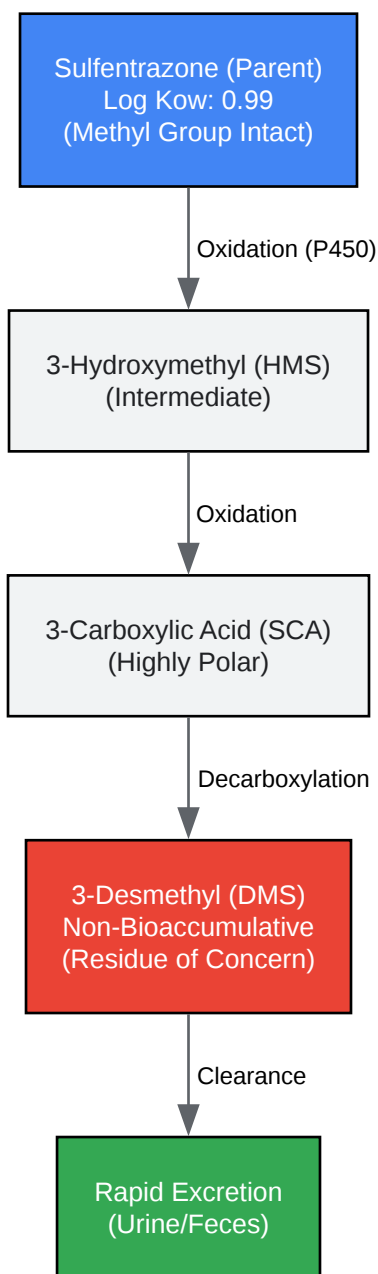 Sulfentrazone (Parent)
Log Kow: 0.99
(Methyl Group Intact)
Oxidation (P450)
3-Hydroxymethyl (HMS)
(Intermediate)
Oxidation
3-Carboxylic Acid (SCA)
(Highly Polar)
Decarboxylation
3-Desmethyl (DMS)
Non-Bioaccumulative
(Residue of Concern)
Clearance
Rapid Excretion
(Urine/Feces)